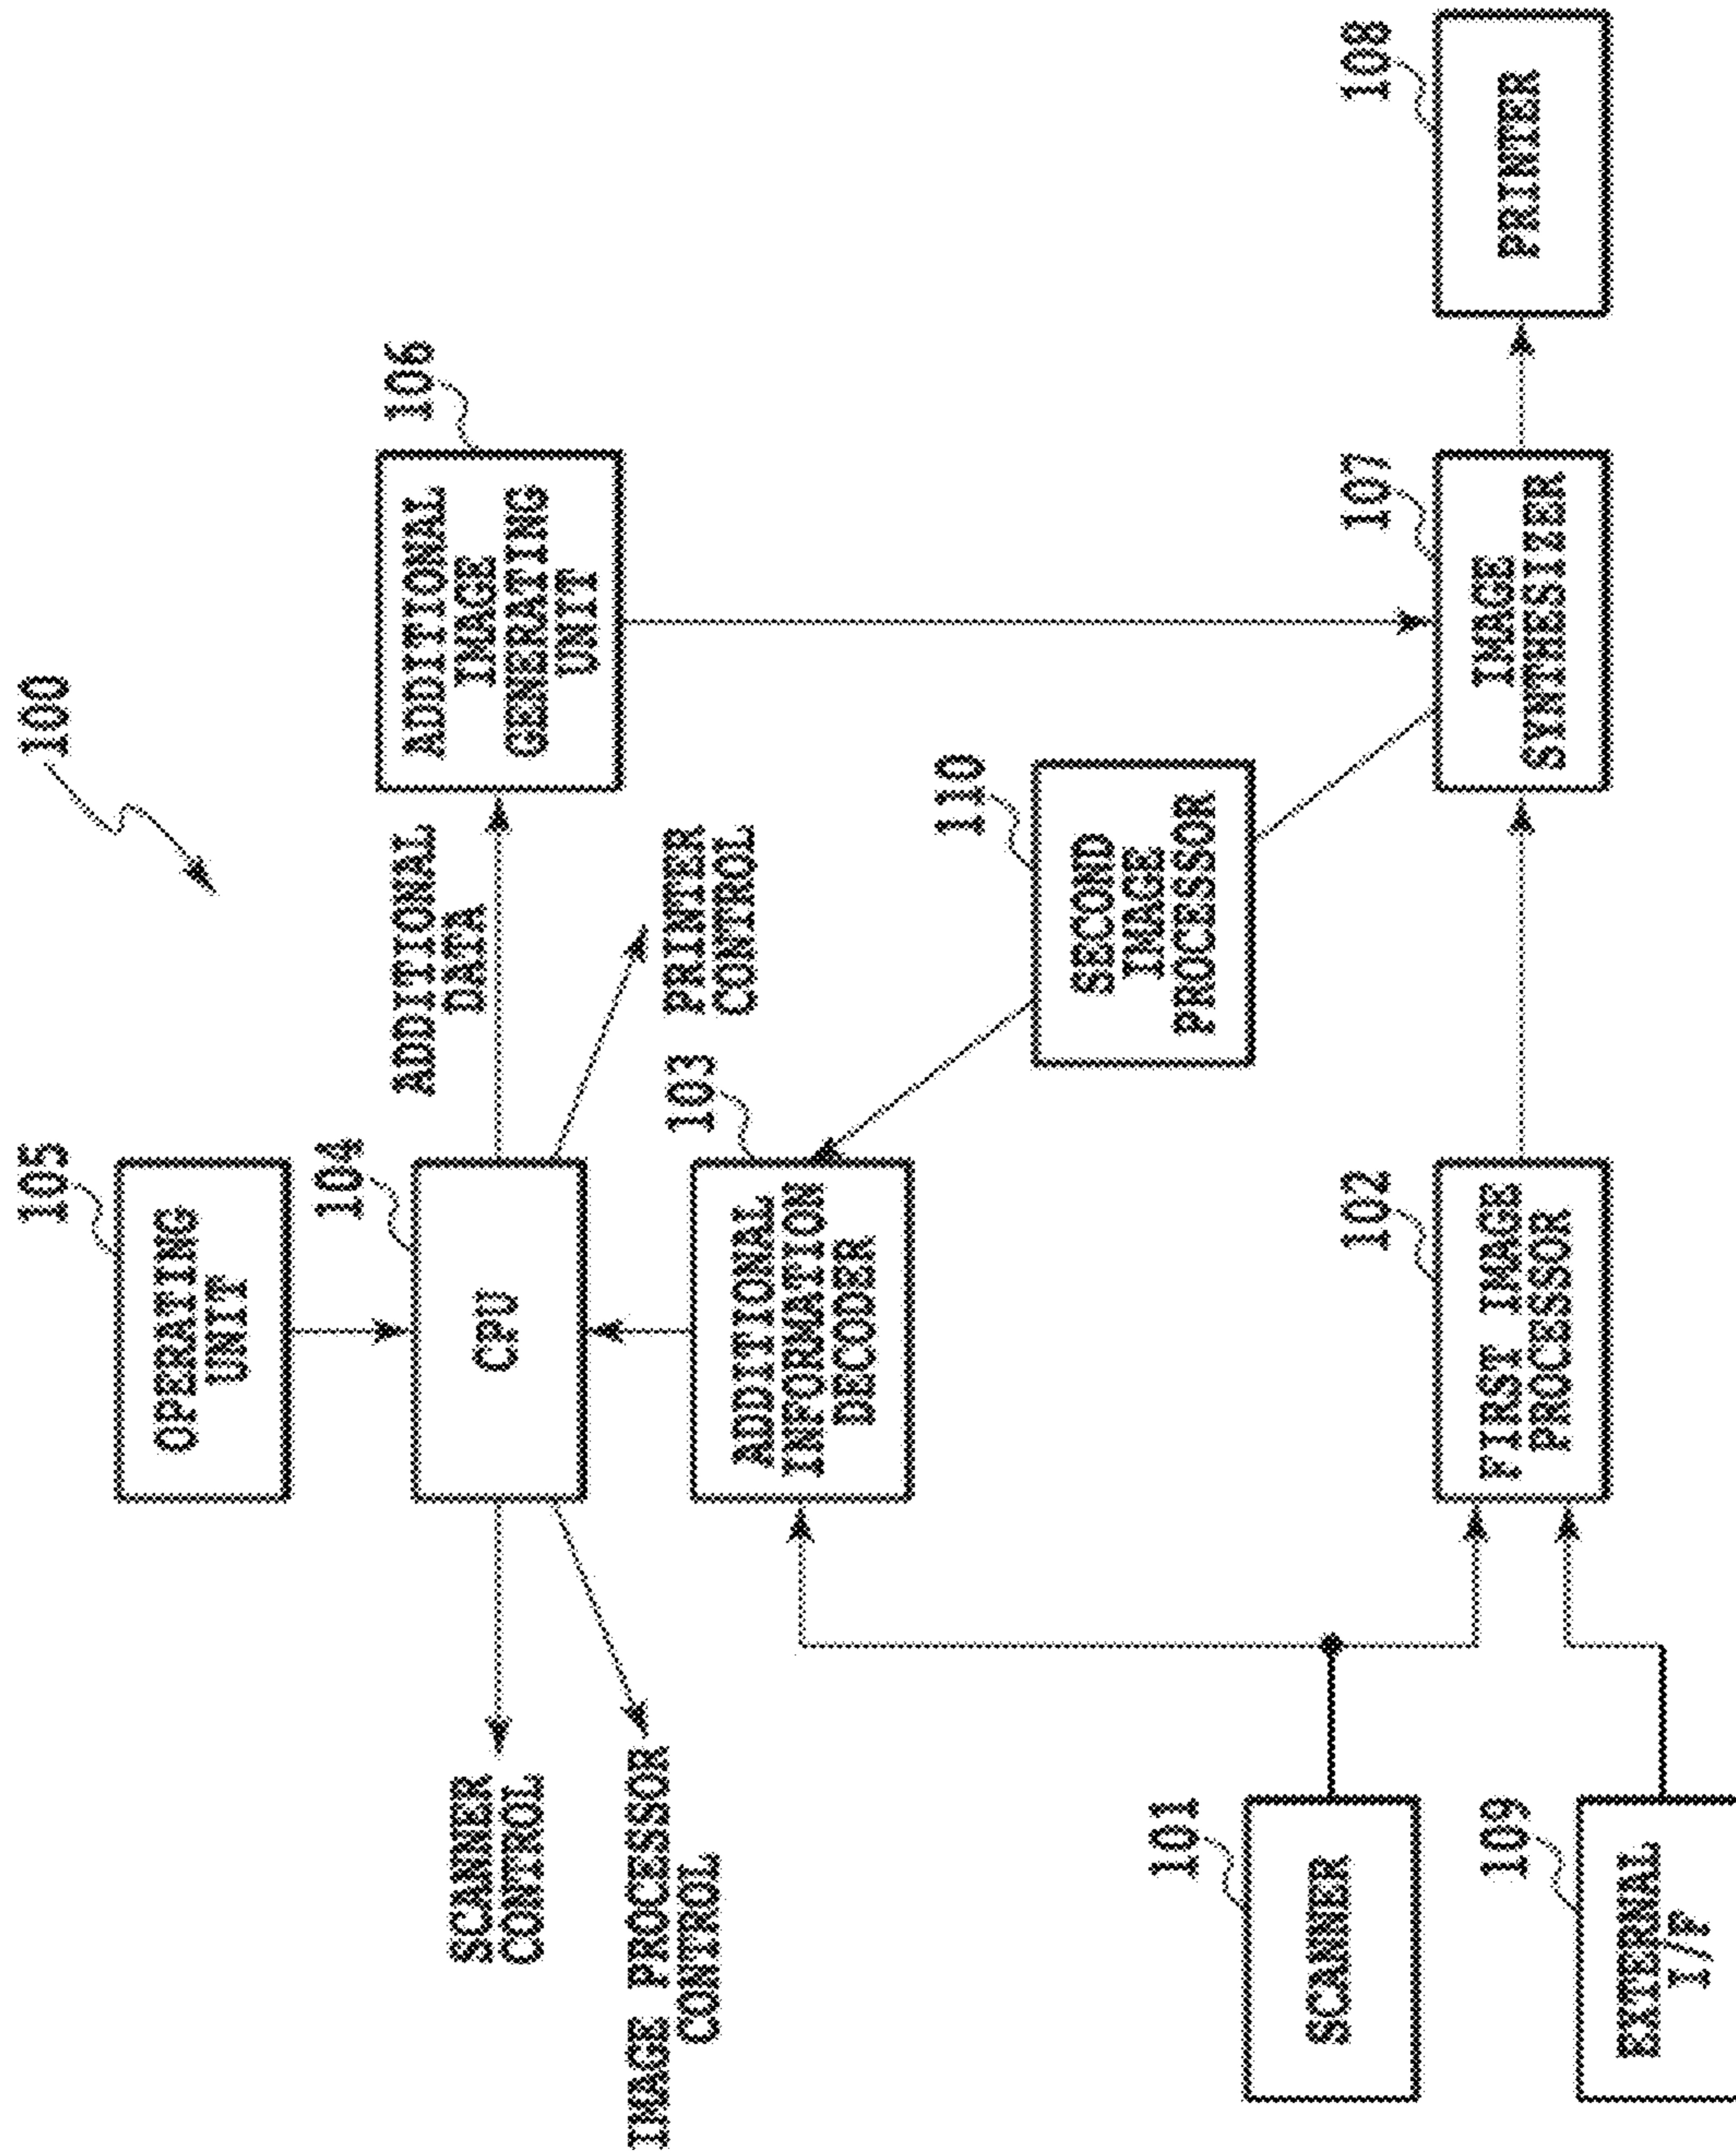 100
105
OPERATING
UNIT
104
CPU
SCANNER
CONTROL
IMAGE PROCESSOR
CONTROL
ADDITIONAL
DATA
PRINTER
CONTROL
106
ADDITIONAL
IMAGE
GENERATING
UNIT
103
ADDITIONAL
INFORMATION
DECODER
110
SECOND
IMAGE
PROCESSOR
101
SCANNER
109
EXTERNAL
I/F
102
FIRST IMAGE
PROCESSOR
107
IMAGE
SYNTHESIZER
108
PRINTER